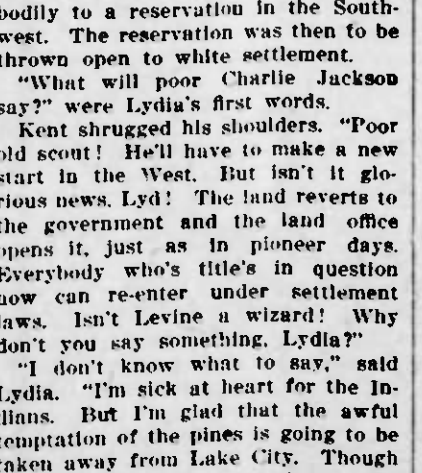 bodily to a reservation in the South-
west. The reservation was then to be
thrown open to white settlement.
"What will poor Charlie Jackson
say?" were Lydia's first words.
Kent shrugged his shoulders. "Poor
old scout! He'll have to make a new
start in the West. But isn't it glo-
rious news, Lyd! The land reverts to
the government and the land office
opens it, just as in pioneer days.
Everybody who's title's in question
now can re-enter under settlement
laws. Isn't Levine a wizard! Why
don't you say something, Lydia?"
"I don't know what to say," said
Lydia. "I'm sick at heart for the In-
dians. But I'm glad that the awful
temptation of the pines is going to be
taken away from Lake City. Though